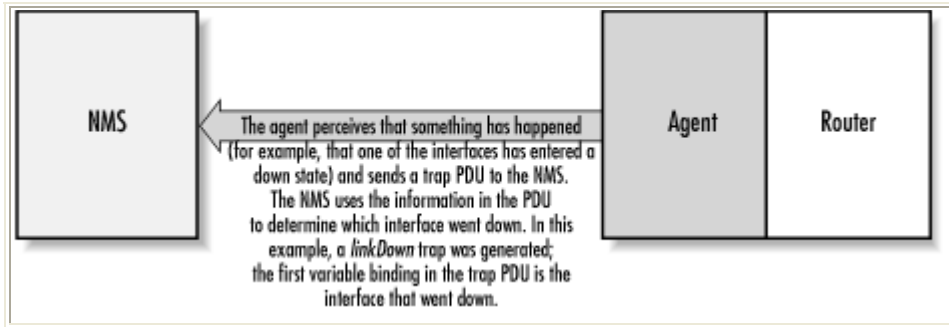 NMS
The agent perceives that something has happened
(for example, that one of the interfaces has entered a
down state) and sends a trap PDU to the NMS.
The NMS uses the information in the PDU
to determine which interface went down. In this
example, a linkDown trap was generated;
the first variable binding in the trap PDU is the
interface that went down.
Agent
Router